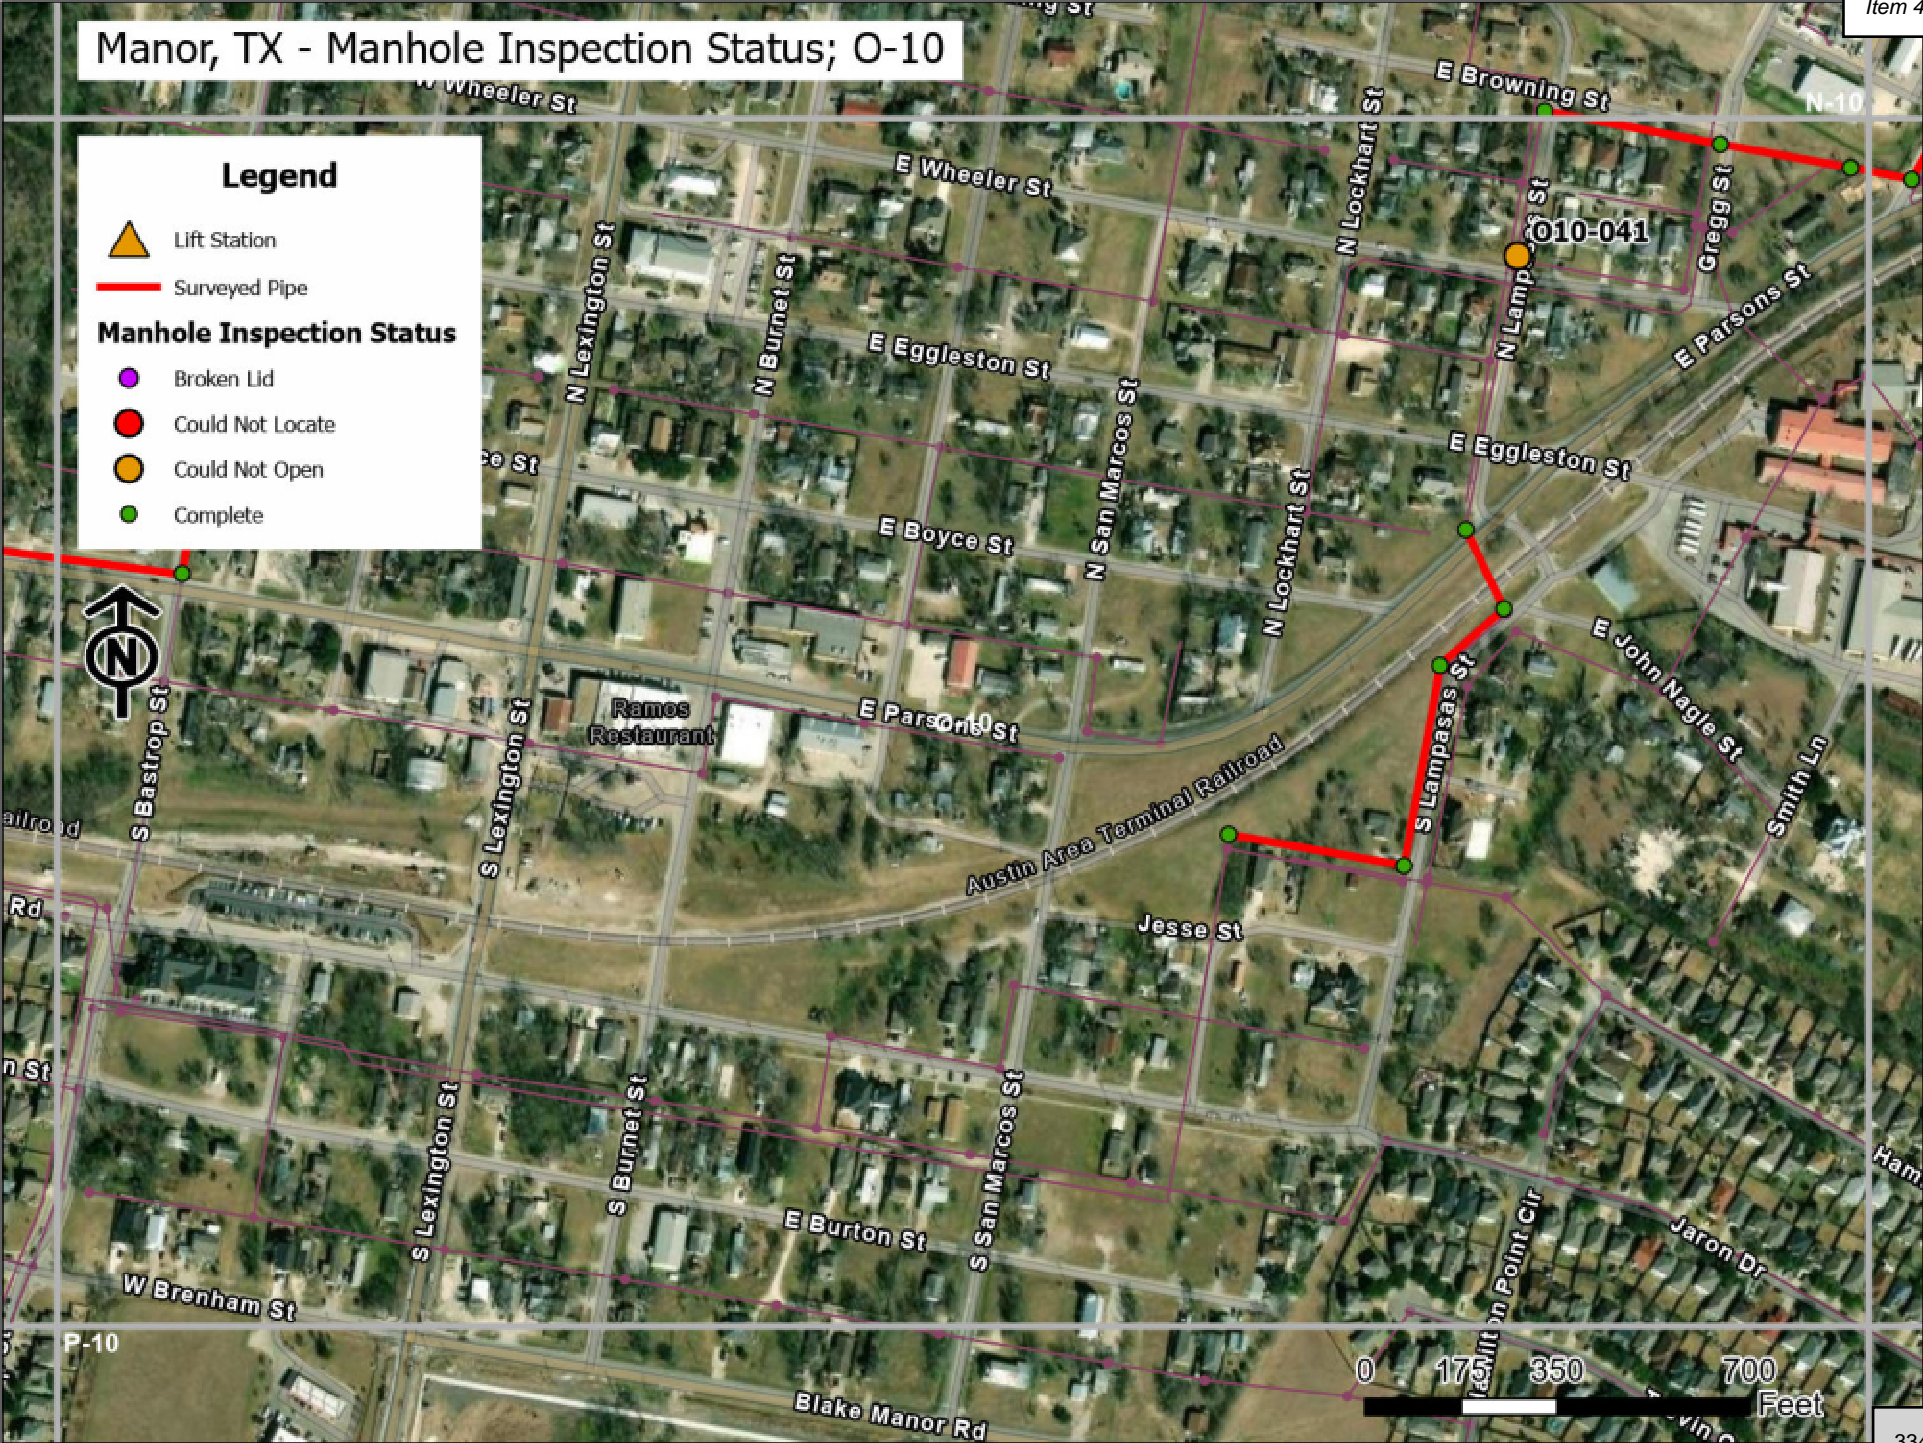 Item 4
Manor, TX - Manhole Inspection Status; O-10
Legend
Lift Station
Surveyed Pipe
Manhole Inspection Status
Broken Lid
Could Not Locate
Could Not Open
Complete
N
W Wheeler St
E Browning St
N-10
E Wheeler St
N Lockhart St
O10-041
Gregg St
N Lexington St
N Burnet St
E Parsons St
E Eggleston St
N San Marcos St
E Eggleston St
E Boyce St
N Lockhart St
E John Nagle St
S Lampasas St
Smith Ln
Ramos
Restaurant
E Parsons St
O-10
S Bastrop St
S Lexington St
Austin Area Terminal Railroad
Rd
Jesse St
S Lexington St
S Burnet St
S San Marcos St
E Burton St
W Brenham St
Jaron Dr
P-10
Blake Manor Rd
0 175 350 700
Feet